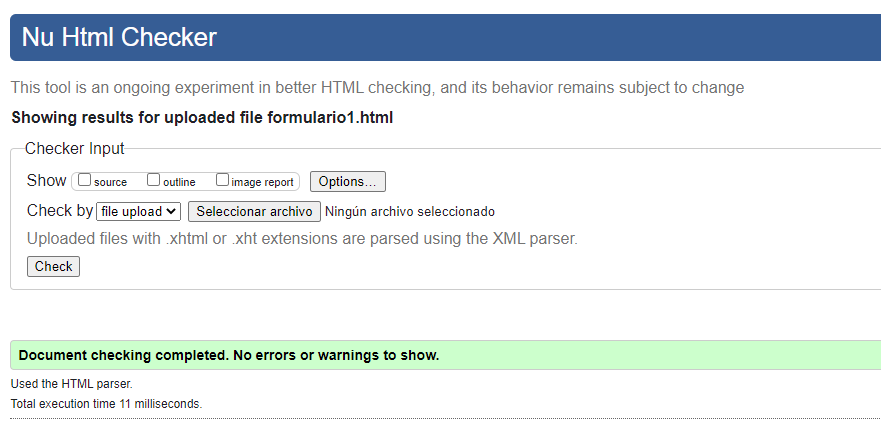 Nu Html Checker
This tool is an ongoing experiment in better HTML checking, and its behavior remains subject to change
Showing results for uploaded file formulario1.html
Checker Input
Show source outline image report Options...
Check by file upload Seleccionar archivo Ningún archivo seleccionado
Uploaded files with .xhtml or .xht extensions are parsed using the XML parser.
Check
Document checking completed. No errors or warnings to show.
Used the HTML parser.
Total execution time 11 milliseconds.